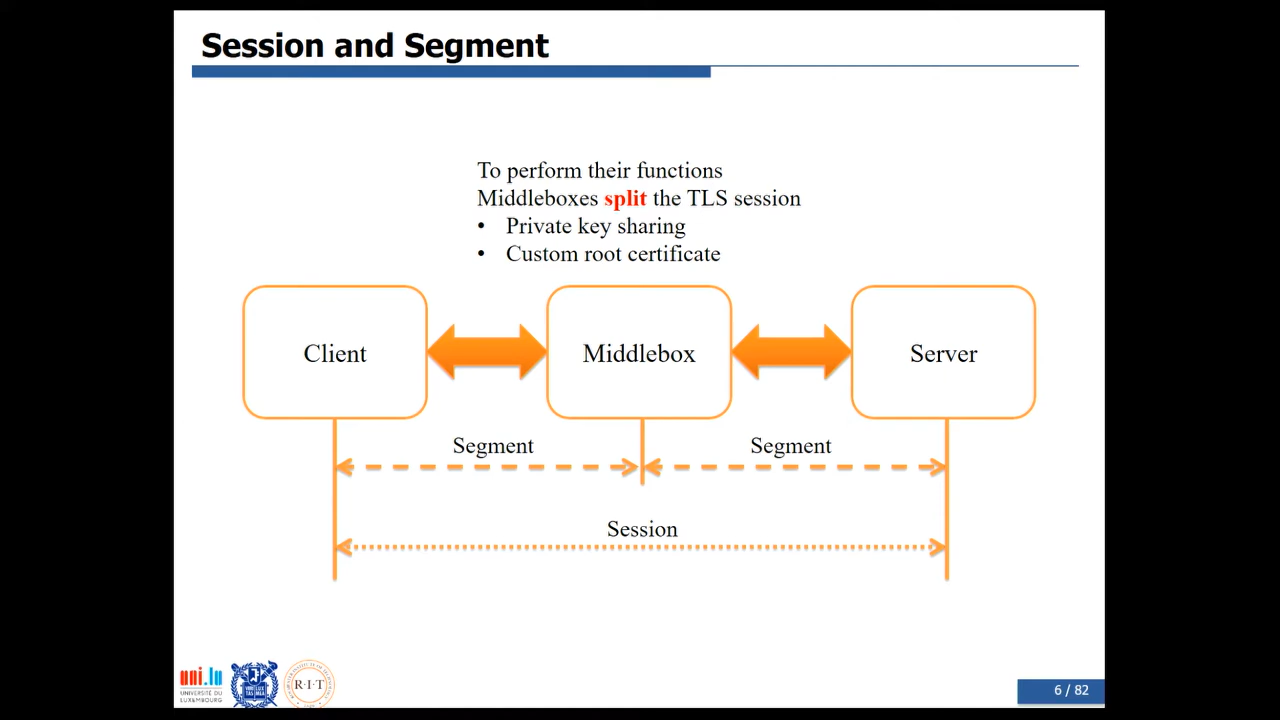 Session and Segment
To perform their functions
Middleboxes split the TLS session
• Private key sharing
• Custom root certificate
Client
Middlebox
Server
Segment
Segment
Session
uni.lu
UNIVERSITÉ DU
LUXEMBOURG
R·I·T
6 / 82